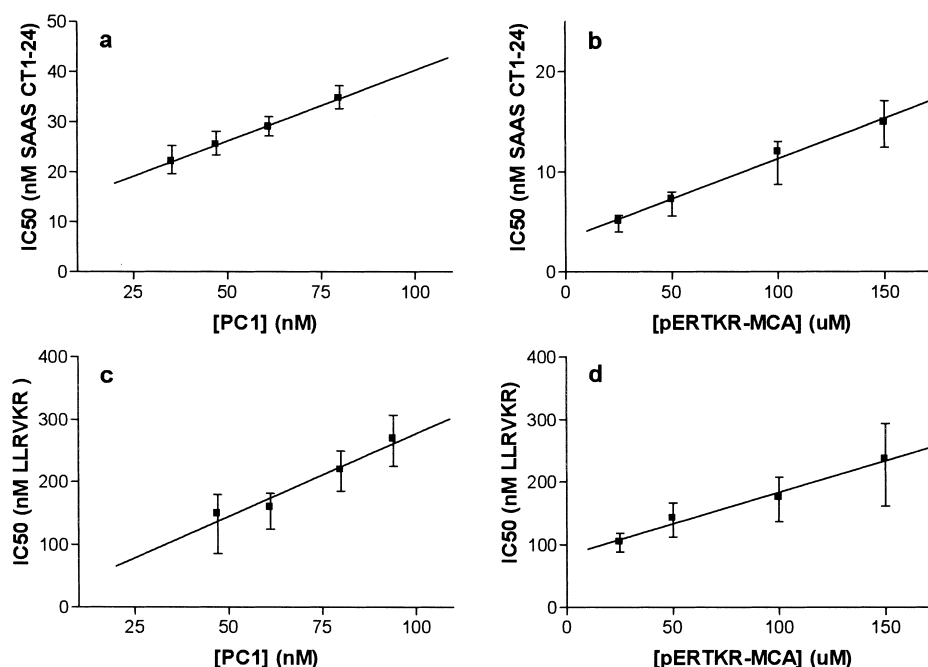 a
IC50 (nM SAAS CT1-24)
50
40
30
20
10
0
25 50 75 100
[PC1] (nM)
b
IC50 (nM SAAS CT1-24)
20
10
0
0 50 100 150
[pERTKR-MCA] (uM)
c
IC50 (nM LLRVKR )
400
300
200
100
0
25 50 75 100
[PC1] (nM)
d
IC50 (nM LLRVKR)
400
300
200
100
0
0 50 100 150
[pERTKR-MCA] (uM)